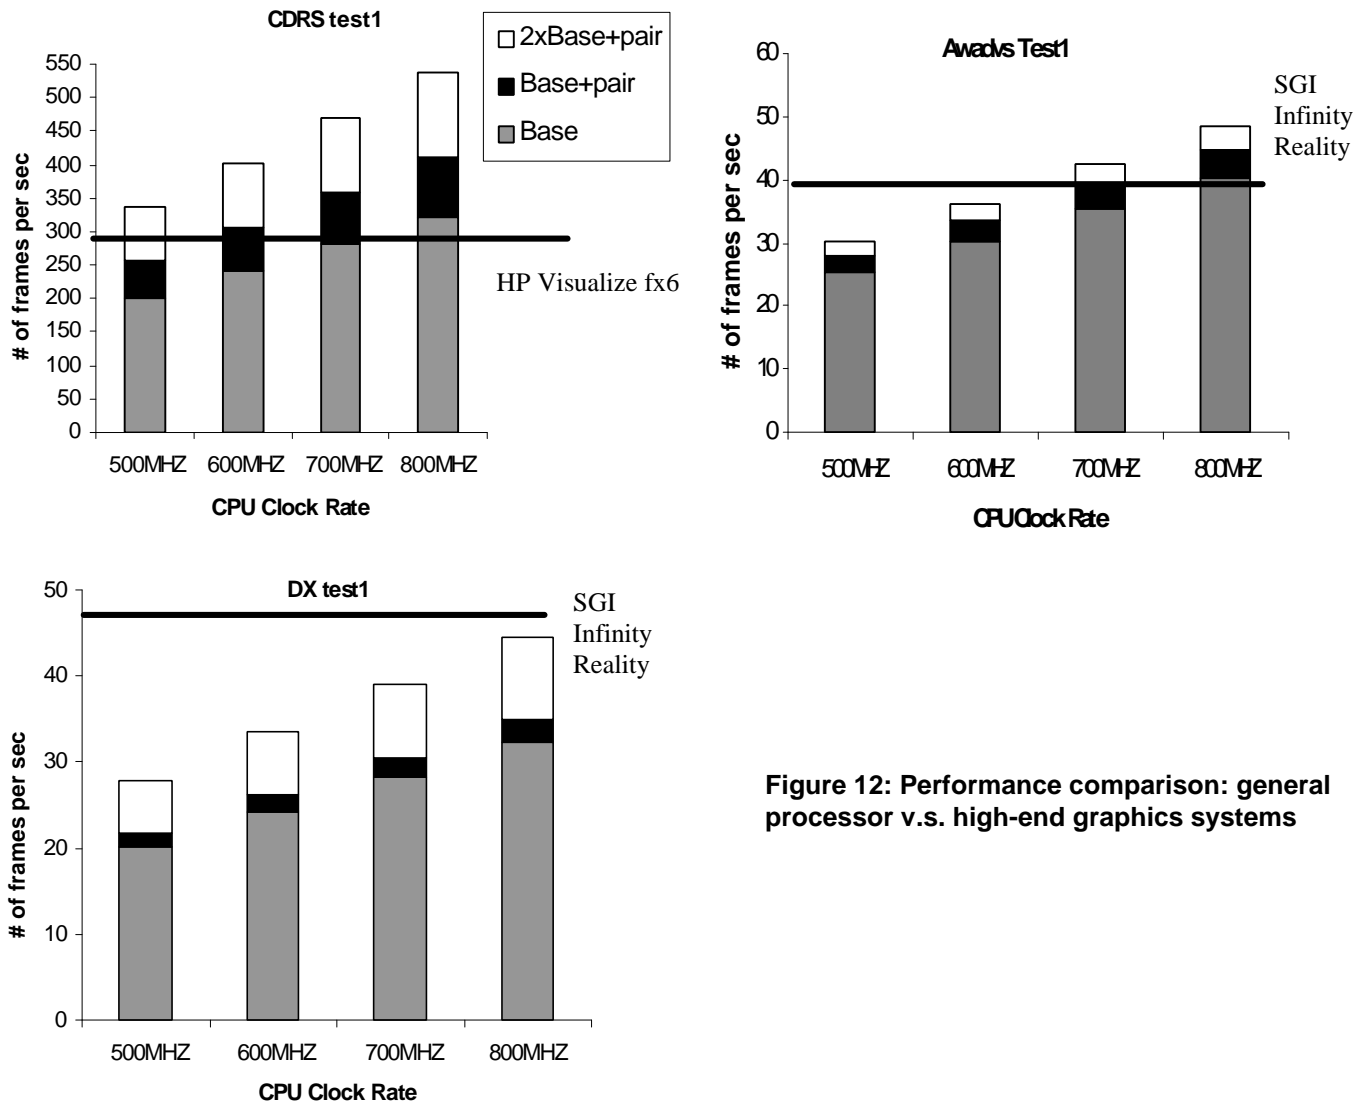 CDRS test1
2xBase+pair
Base+pair
Base
550
500
450
400
350
300
250
200
150
100
50
0
# of frames per sec
500MHZ 600MHZ 700MHZ 800MHZ
CPU Clock Rate
HP Visualize fx6
Awadvs Test1
SGI
Infinity
Reality
60
50
40
30
20
10
0
# of frames per sec
500MHZ 600MHZ 700MHZ 800MHZ
CPU Clock Rate
DX test1
SGI
Infinity
Reality
50
40
30
20
10
0
# of frames per sec
500MHZ 600MHZ 700MHZ 800MHZ
CPU Clock Rate
Figure 12: Performance comparison: general
processor v.s. high-end graphics systems